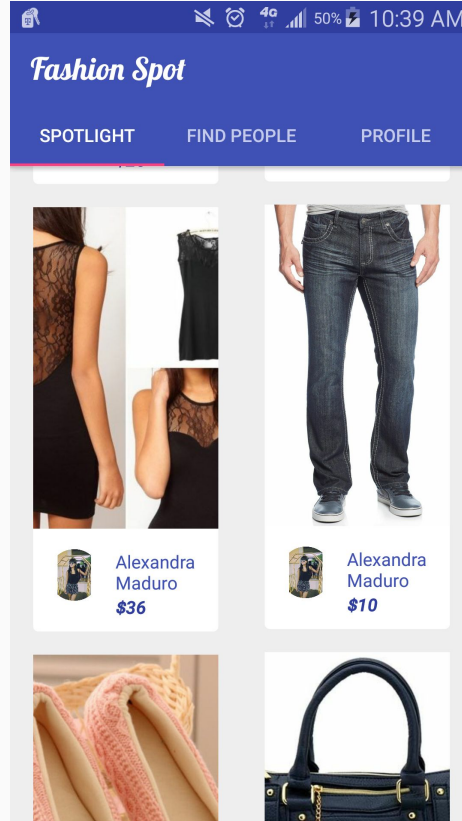 4G 50% 10:39 AM
Fashion Spot
SPOTLIGHT FIND PEOPLE PROFILE
Alexandra
Maduro
$36
Alexandra
Maduro
$10